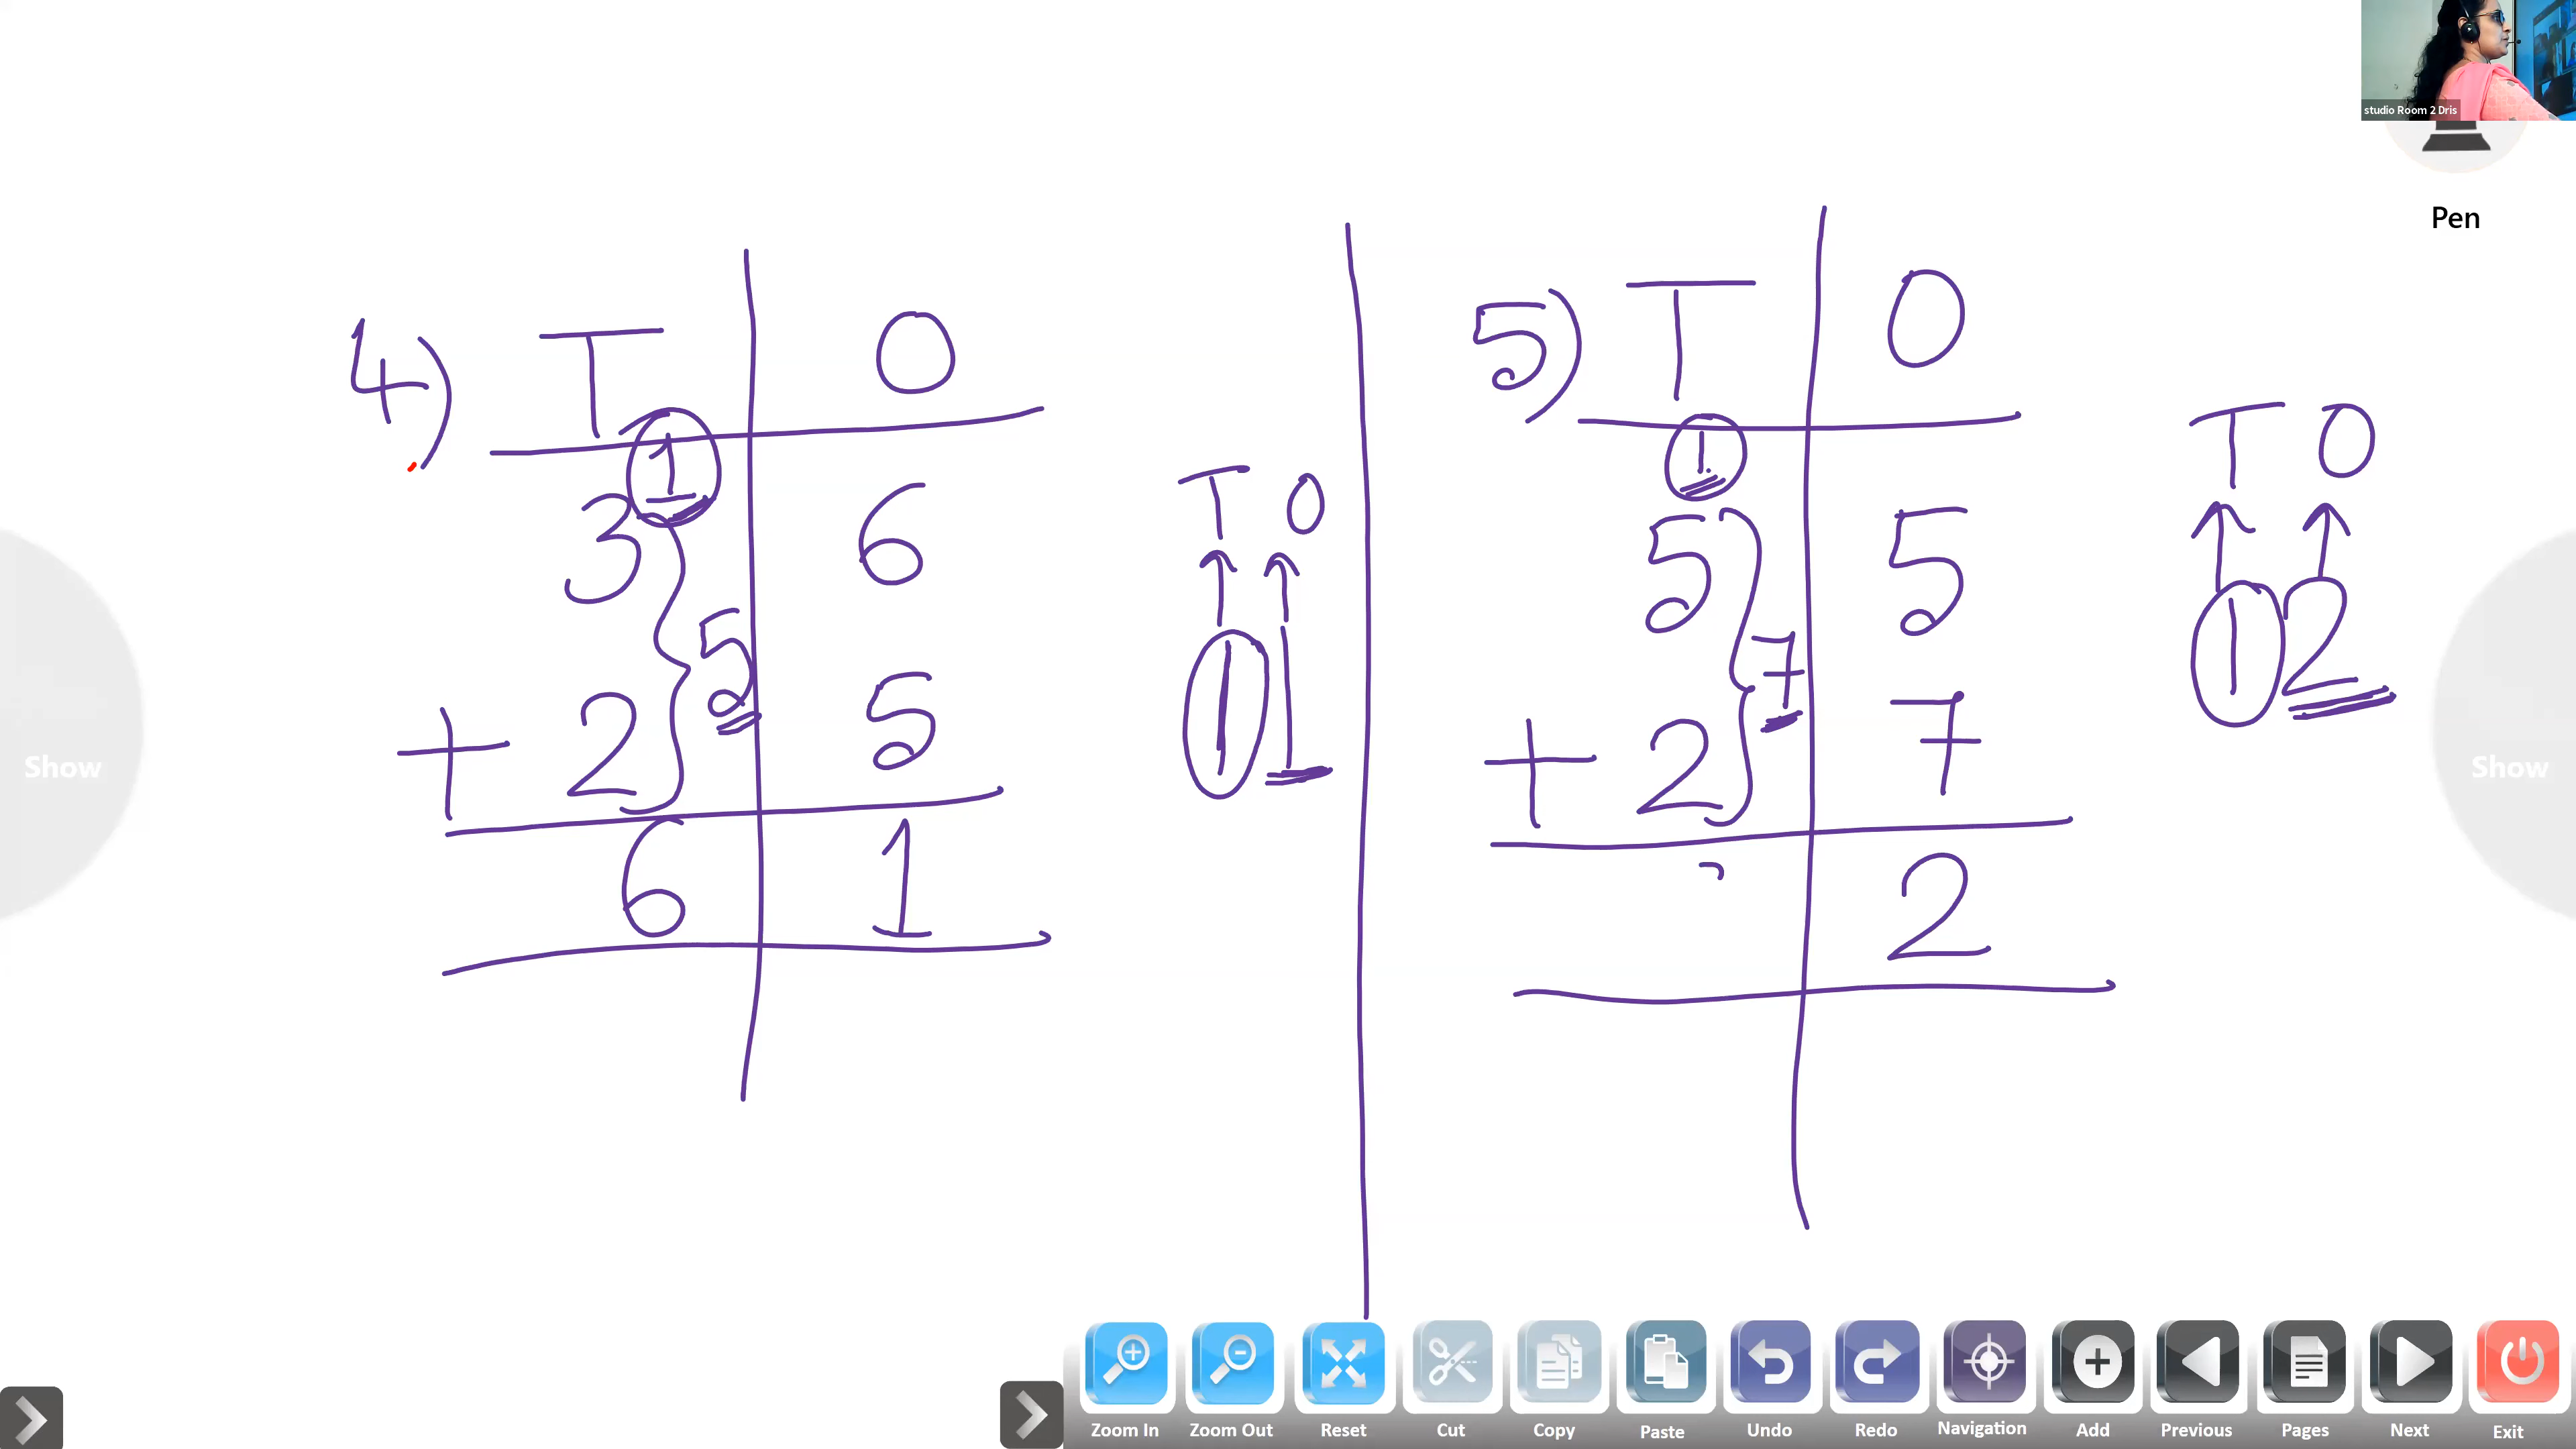 studio Room 2 Dris
Pen
4) T O
1
3 6
5
+ 2 5
6 1
T O
1 1
5) T O
1
5 5
7
+ 2 7
2
T O
1 2
Show
Show
Zoom In Zoom Out Reset Cut Copy Paste Undo Redo Navigation Add Previous Pages Next Exit